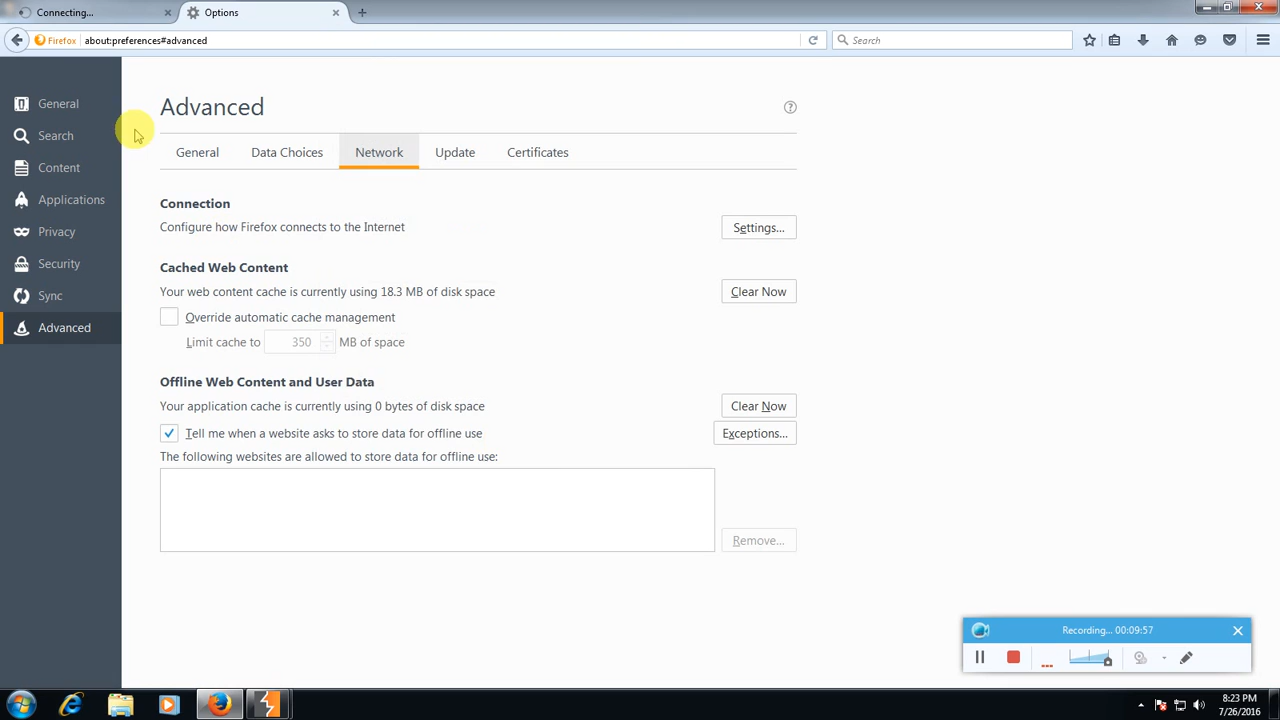 Connecting...
Options
Firefox
about:preferences#advanced
Search
General
Search
Content
Applications
Privacy
Security
Sync
Advanced
Advanced
General
Data Choices
Network
Update
Certificates
Connection
Configure how Firefox connects to the Internet
Settings...
Cached Web Content
Your web content cache is currently using 18.3 MB of disk space
Clear Now
Override automatic cache management
Limit cache to 350 MB of space
Offline Web Content and User Data
Your application cache is currently using 0 bytes of disk space
Clear Now
Tell me when a website asks to store data for offline use
Exceptions...
The following websites are allowed to store data for offline use:
Remove...
Recording... 00:09:57
8:23 PM
7/26/2016